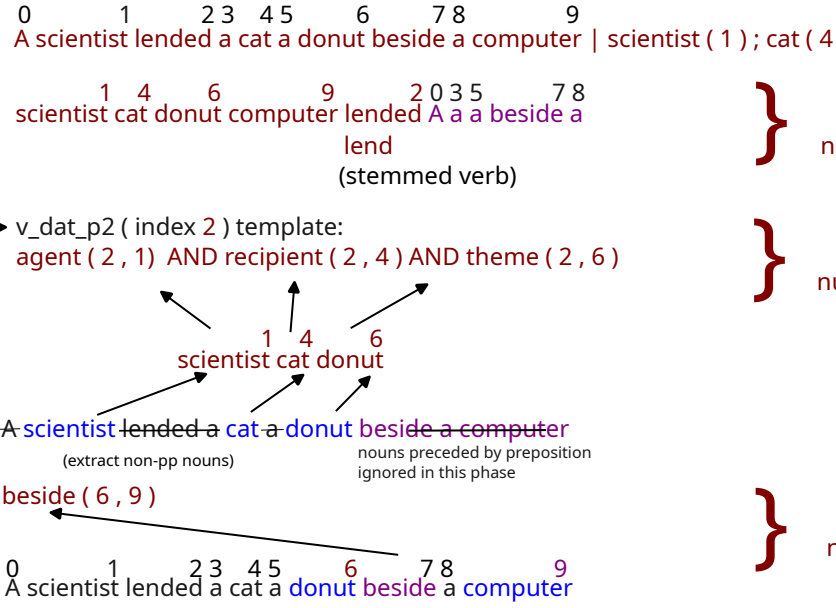 0 1 2 3 4 5 6 7 8 9
A scientist lended a cat a donut beside a computer | scientist ( 1 ) ; cat ( 4
1 4 6 9 2 0 3 5 7 8
scientist cat donut computer lended A a a beside a
lend
n
(stemmed verb)
v_dat_p2 ( index 2 ) template:
agent ( 2 , 1) AND recipient ( 2 , 4 ) AND theme ( 2 , 6 )
nu
1 4 6
scientist cat donut
A scientist lended a cat a donut beside a computer
(extract non-pp nouns)
nouns preceded by preposition
ignored in this phase
beside ( 6 , 9 )
n
0 1 2 3 4 5 6 7 8 9
A scientist lended a cat a donut beside a computer